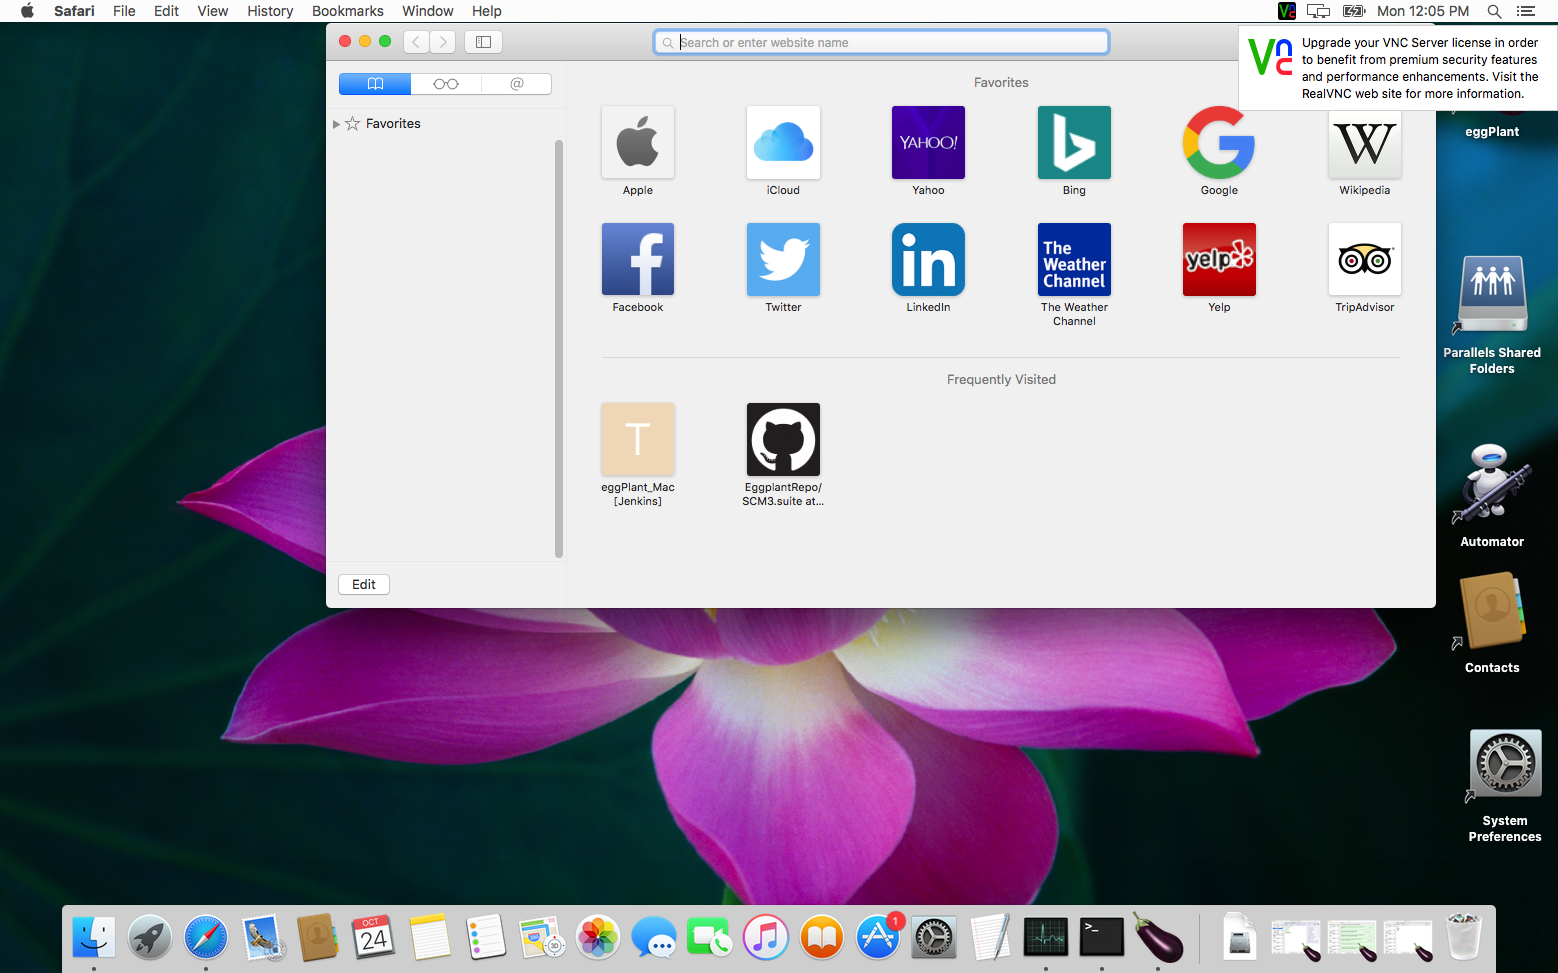 Safari File Edit View History Bookmarks Window Help
Mon 12:05 PM
Search or enter website name
Upgrade your VNC Server license in order
to benefit from premium security features
and performance enhancements. Visit the
RealVNC web site for more information.
@
Favorites
Favorites
YAHOO!
W
Apple
iCloud
Yahoo
Bing
Google
Wikipedia
The
Weather
Channel
yelp
Facebook
Twitter
LinkedIn
The Weather
Channel
Yelp
TripAdvisor
Frequently Visited
T
eggPlant_Mac
[Jenkins]
EggplantRepo/
SCM3.suite at...
Edit
eggPlant
Parallels Shared
Folders
Automator
Contacts
System
Preferences
OCT
24
3D
1
>_